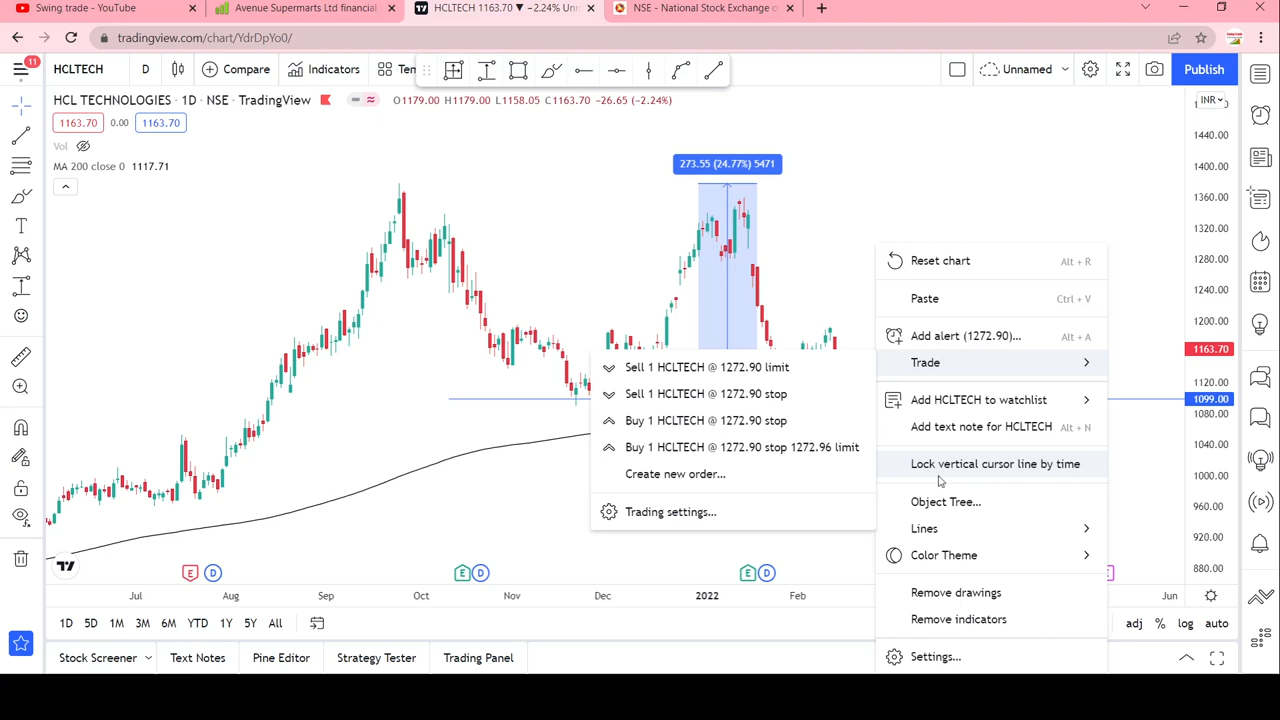 Swing trade - YouTube
Avenue Supermarts Ltd financial
HCLTECH 1163.70 ▼ −2.24% Unn
NSE - National Stock Exchange o
tradingview.com/chart/YdrDpYo0/
11
HCLTECH
D
Compare
Indicators
Tem
Unnamed
Publish
HCL TECHNOLOGIES · 1D · NSE · TradingView
O1179.00 H1179.00 L1158.05 C1163.70 −26.65 (−2.24%)
INR
1163.70
0.00
1163.70
Vol
MA 200 close 0 1117.71
273.55 (24.77%) 5471
1440.00
1400.00
1360.00
1320.00
1280.00
1240.00
1200.00
1163.70
1120.00
1099.00
1080.00
1040.00
1000.00
960.00
920.00
880.00
Reset chart Alt + R
Paste Ctrl + V
Add alert (1272.90)... Alt + A
Trade
Add HCLTECH to watchlist
Add text note for HCLTECH Alt + N
Lock vertical cursor line by time
Object Tree...
Lines
Color Theme
Remove drawings
Remove indicators
Settings...
Sell 1 HCLTECH @ 1272.90 limit
Sell 1 HCLTECH @ 1272.90 stop
Buy 1 HCLTECH @ 1272.90 stop
Buy 1 HCLTECH @ 1272.90 stop 1272.96 limit
Create new order...
Trading settings...
E D E D E D E
Jul Aug Sep Oct Nov Dec 2022 Feb Jun
1D 5D 1M 3M 6M YTD 1Y 5Y All
adj % log auto
Stock Screener Text Notes Pine Editor Strategy Tester Trading Panel